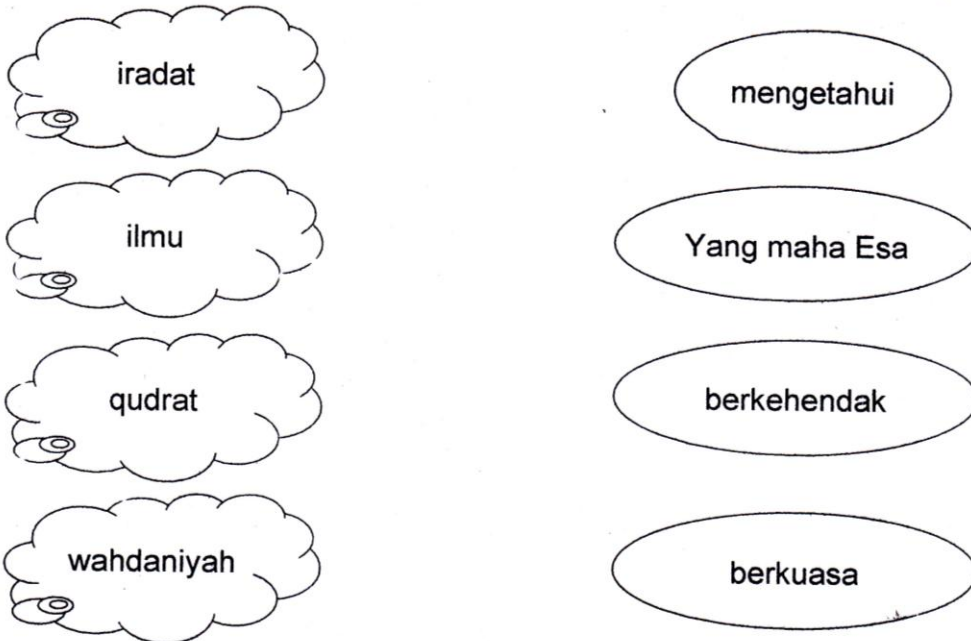 iradat
mengetahui
ilmu
Yang maha Esa
qudrat
berkehendak
wahdaniyah
berkuasa